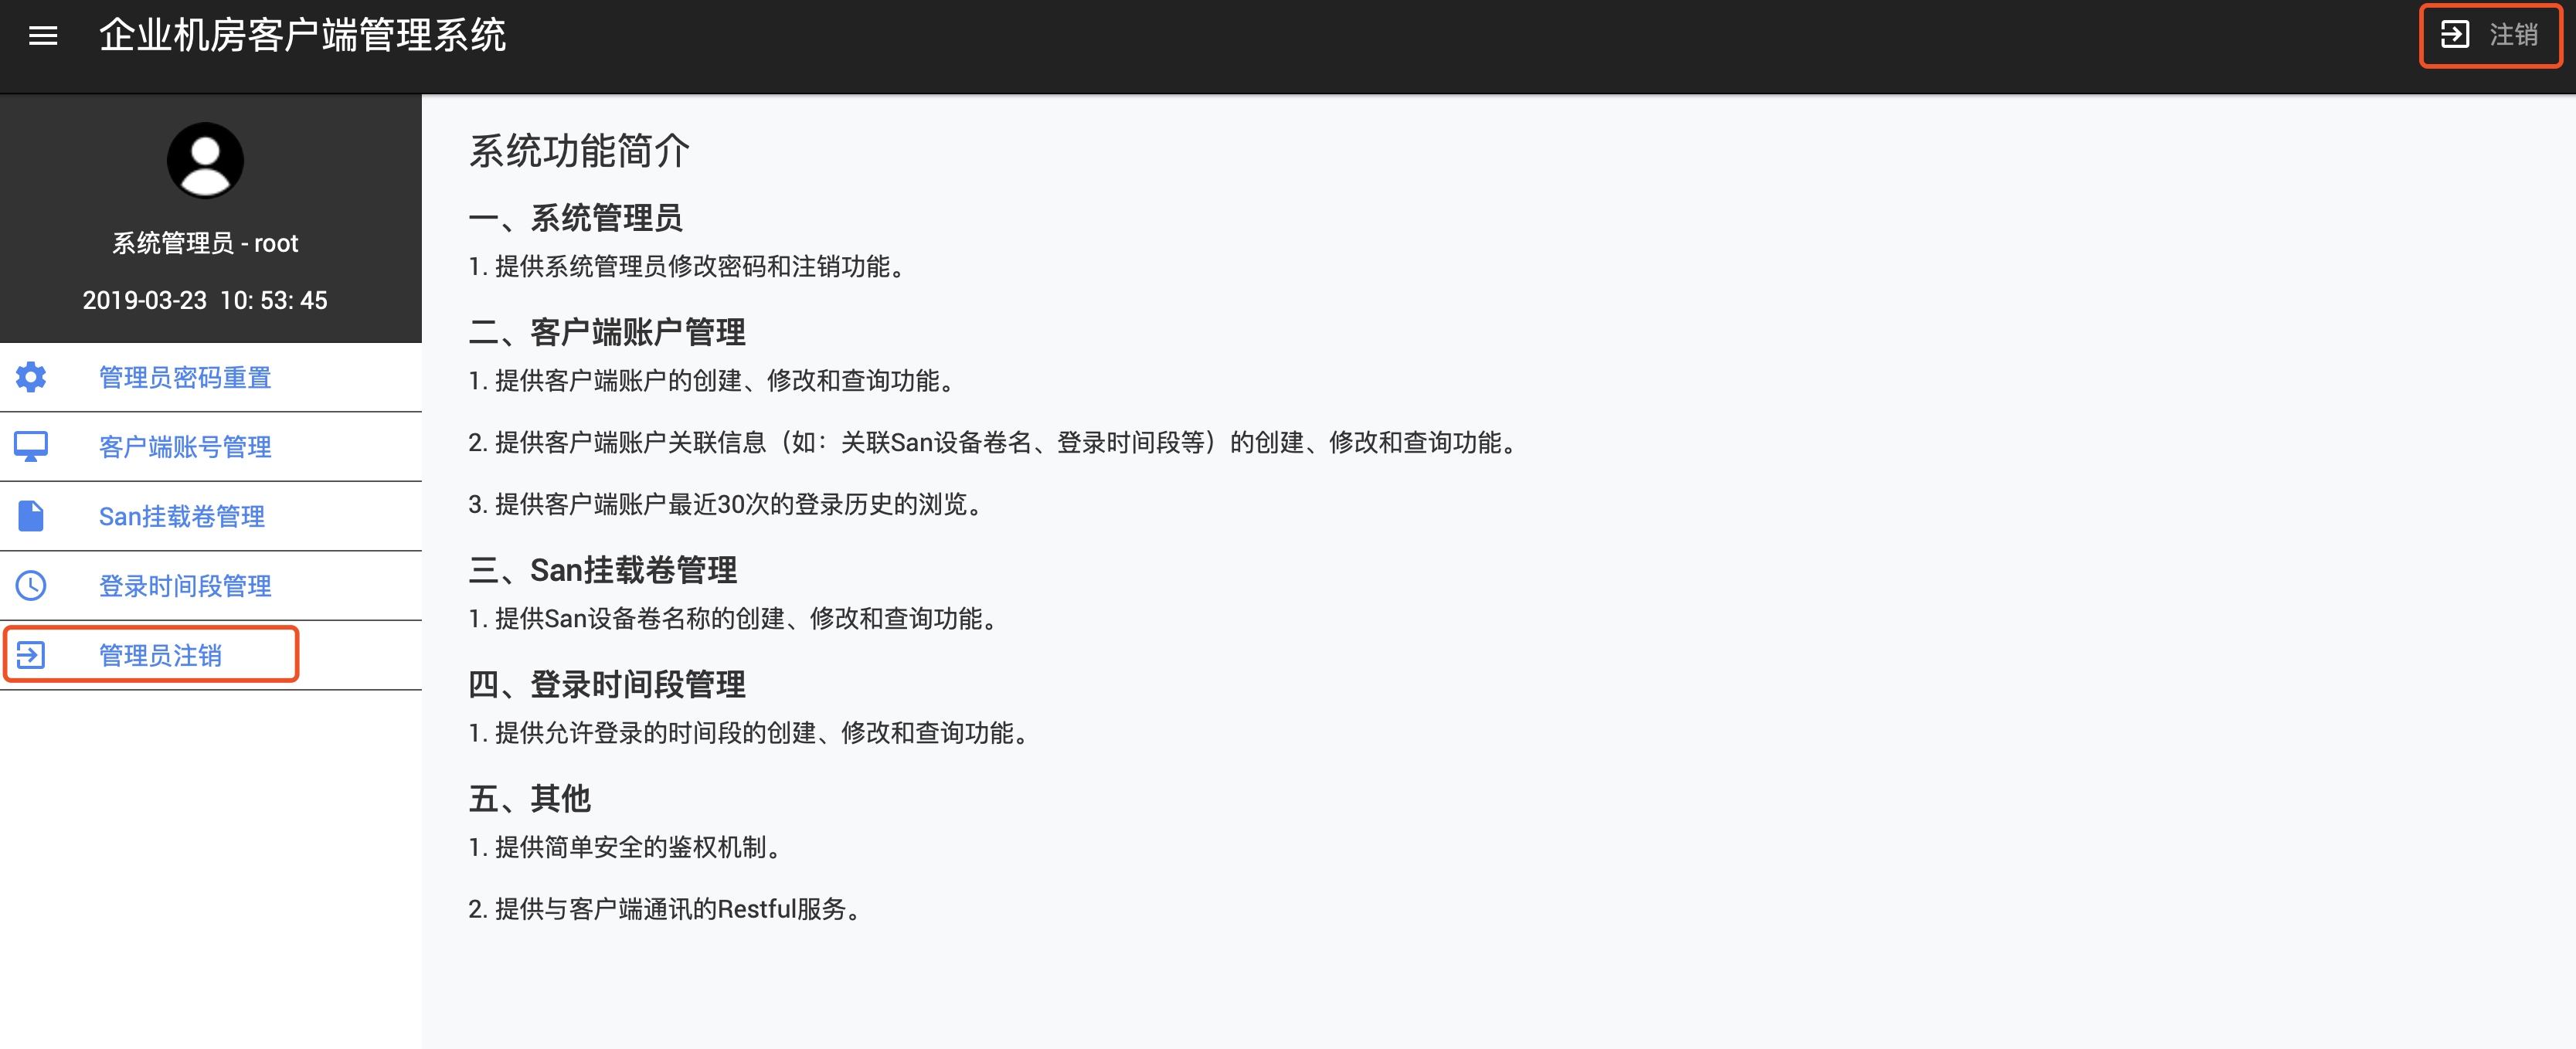 企业机房客户端管理系统
注销
系统管理员 - root
2019-03-23 10: 53: 45
管理员密码重置
客户端账号管理
San挂载卷管理
登录时间段管理
管理员注销
系统功能简介
一、系统管理员
1. 提供系统管理员修改密码和注销功能。
二、客户端账户管理
1. 提供客户端账户的创建、修改和查询功能。
2. 提供客户端账户关联信息（如：关联San设备卷名、登录时间段等）的创建、修改和查询功能。
3. 提供客户端账户最近30次的登录历史的浏览。
三、San挂载卷管理
1. 提供San设备卷名称的创建、修改和查询功能。
四、登录时间段管理
1. 提供允许登录的时间段的创建、修改和查询功能。
五、其他
1. 提供简单安全的鉴权机制。
2. 提供与客户端通讯的Restful服务。